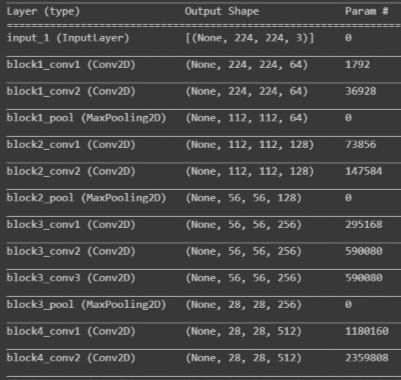 Layer (type) Output Shape Param #
input_1 (InputLayer) [(None, 224, 224, 3)] 0
block1_conv1 (Conv2D) (None, 224, 224, 64) 1792
block1_conv2 (Conv2D) (None, 224, 224, 64) 36928
block1_pool (MaxPooling2D) (None, 112, 112, 64) 0
block2_conv1 (Conv2D) (None, 112, 112, 128) 73856
block2_conv2 (Conv2D) (None, 112, 112, 128) 147584
block2_pool (MaxPooling2D) (None, 56, 56, 128) 0
block3_conv1 (Conv2D) (None, 56, 56, 256) 295168
block3_conv2 (Conv2D) (None, 56, 56, 256) 590080
block3_conv3 (Conv2D) (None, 56, 56, 256) 590080
block3_pool (MaxPooling2D) (None, 28, 28, 256) 0
block4_conv1 (Conv2D) (None, 28, 28, 512) 1180160
block4_conv2 (Conv2D) (None, 28, 28, 512) 2359808